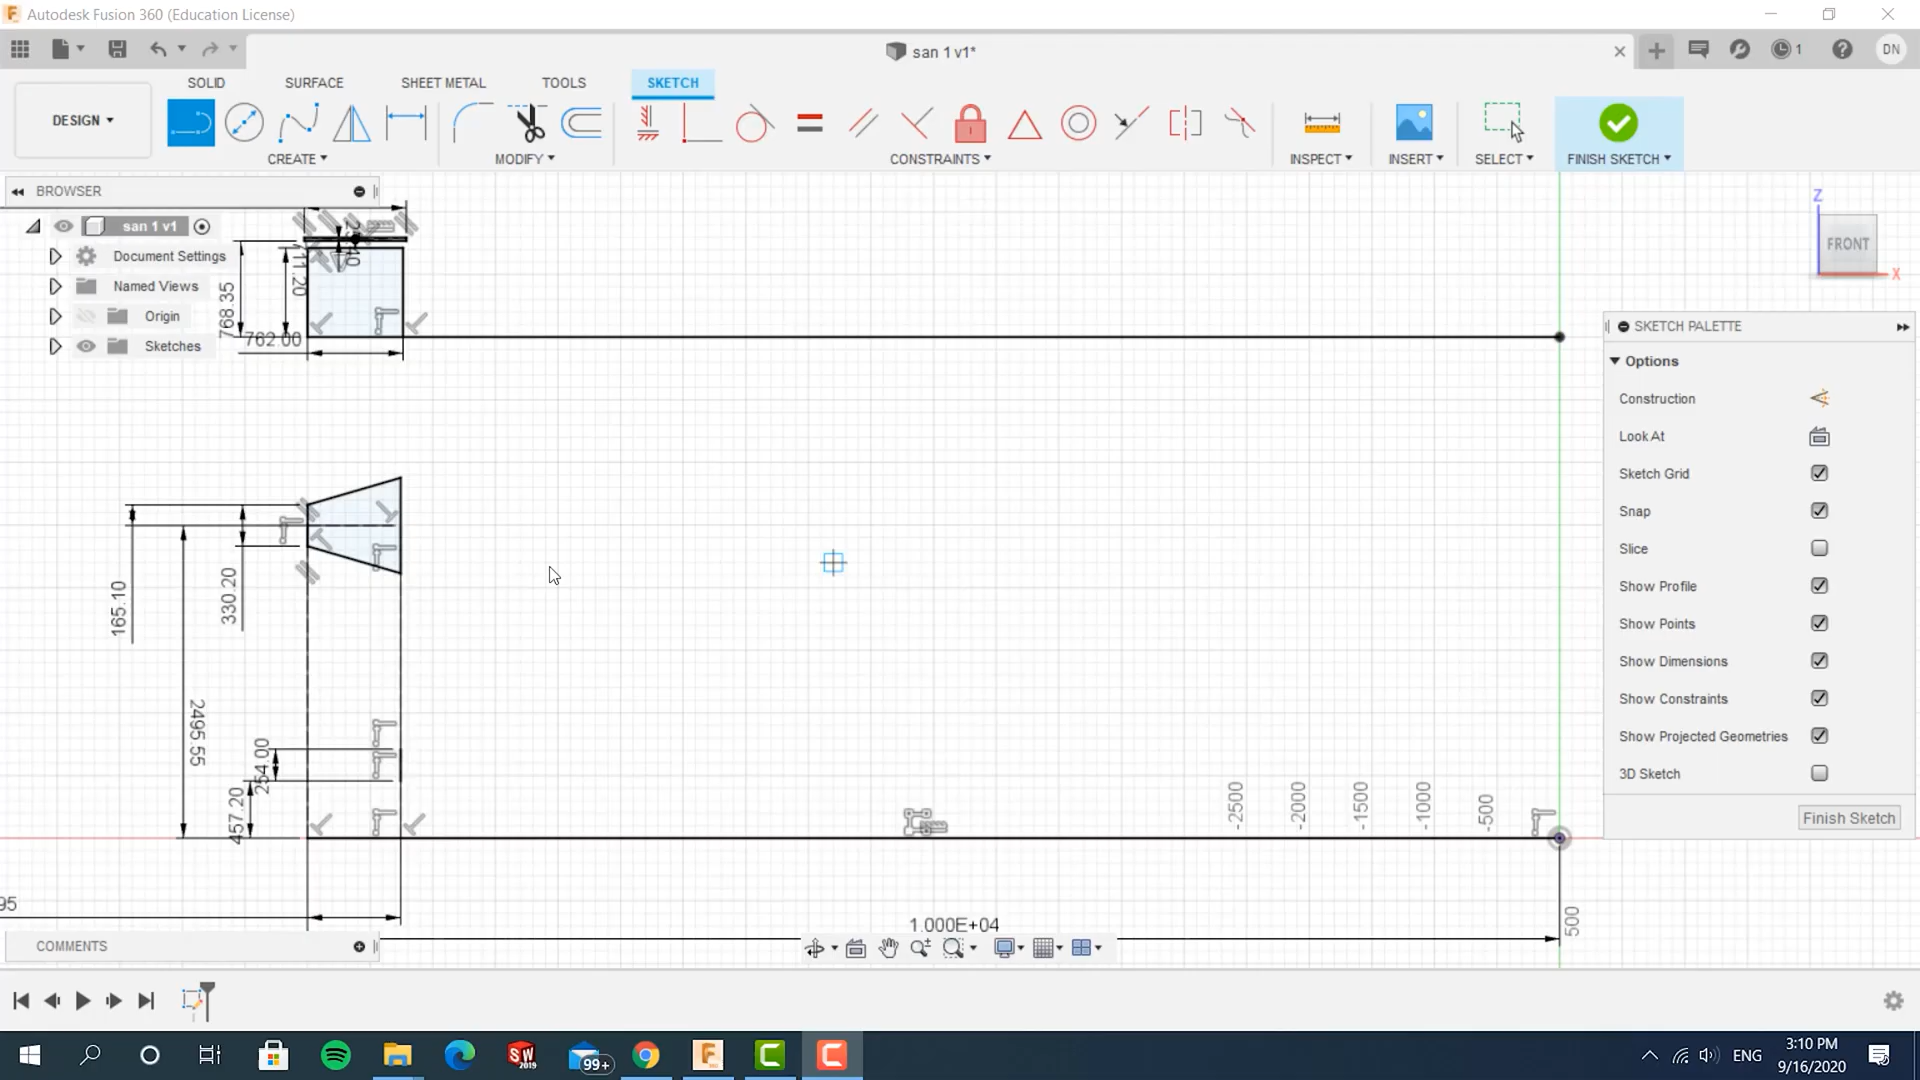 Autodesk Fusion 360 (Education License)
san 1 v1*
1
DN
SOLID
SURFACE
SHEET METAL
TOOLS
SKETCH
DESIGN
CREATE
MODIFY
CONSTRAINTS
INSPECT
INSERT
SELECT
FINISH SKETCH
BROWSER
san 1 v1
Document Settings
Named Views
Origin
Sketches
768.35
762.00
Z
FRONT
X
SKETCH PALETTE
Options
Construction
Look At
Sketch Grid
Snap
Slice
Show Profile
Show Points
Show Dimensions
Show Constraints
Show Projected Geometries
3D Sketch
Finish Sketch
165.10
330.20
2495.55
254.00
457.20
-2500
-2000
-1500
-1000
-500
500
95
1.000E+04
COMMENTS
SW
2019
99+
ENG
3:10 PM
9/16/2020